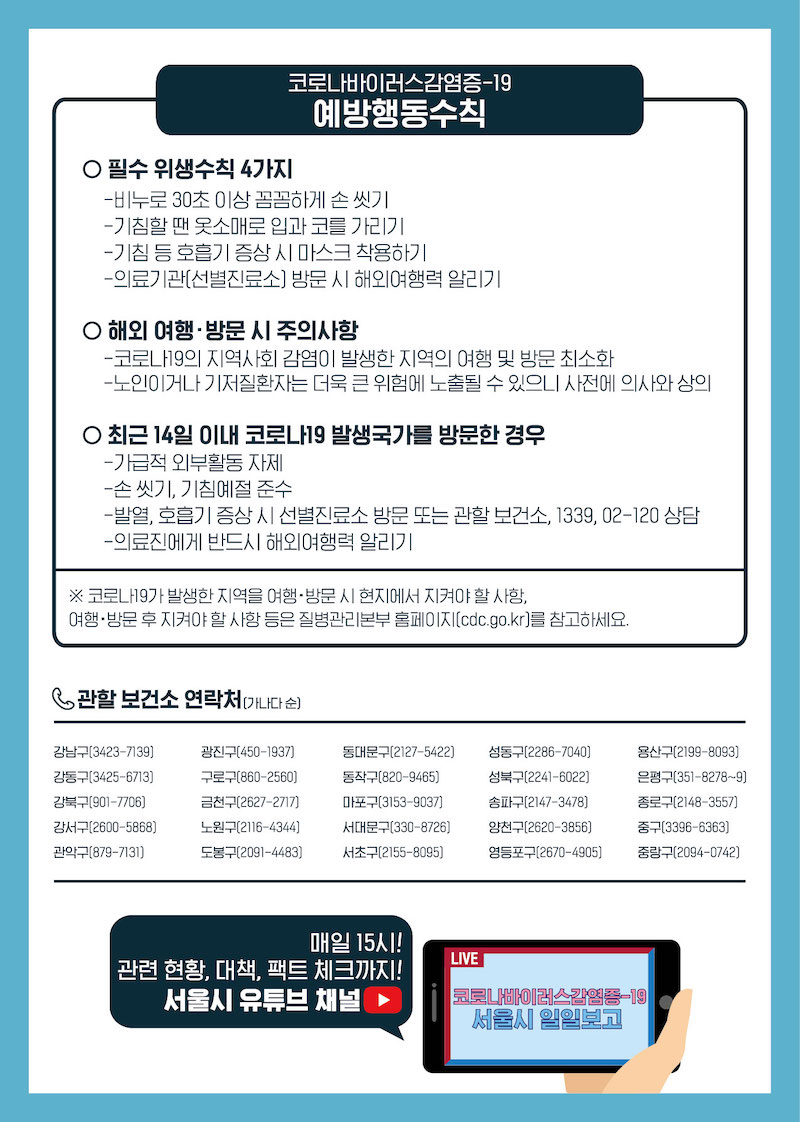 코로나바이러스감염증-19
예방행동수칙
○ 필수 위생수칙 4가지
-비누로 30초 이상 꼼꼼하게 손 씻기
-기침할 땐 옷소매로 입과 코를 가리기
-기침 등 호흡기 증상 시 마스크 착용하기
-의료기관(선별진료소) 방문 시 해외여행력 알리기
○ 해외 여행·방문 시 주의사항
-코로나19의 지역사회 감염이 발생한 지역의 여행 및 방문 최소화
-노인이거나 기저질환자는 더욱 큰 위험에 노출될 수 있으니 사전에 의사와 상의
○ 최근 14일 이내 코로나19 발생국가를 방문한 경우
-가급적 외부활동 자제
-손 씻기, 기침예절 준수
-발열, 호흡기 증상 시 선별진료소 방문 또는 관할 보건소, 1339, 02-120 상담
-의료진에게 반드시 해외여행력 알리기
※ 코로나19가 발생한 지역을 여행·방문 시 현지에서 지켜야 할 사항,
여행·방문 후 지켜야 할 사항 등은 질병관리본부 홈페이지(cdc.go.kr)를 참고하세요.
관할 보건소 연락처(가나다 순)
강남구(3423-7139) 광진구(450-1937) 동대문구(2127-5422) 성동구(2286-7040) 용산구(2199-8093)
강동구(3425-6713) 구로구(860-2560) 동작구(820-9465) 성북구(2241-6022) 은평구(351-8278~9)
강북구(901-7706) 금천구(2627-2717) 마포구(3153-9037) 송파구(2147-3478) 종로구(2148-3557)
강서구(2600-5868) 노원구(2116-4344) 서대문구(330-8726) 양천구(2620-3856) 중구(3396-6363)
관악구(879-7131) 도봉구(2091-4483) 서초구(2155-8095) 영등포구(2670-4905) 중랑구(2094-0742)
매일 15시!
관련 현황, 대책, 팩트 체크까지!
서울시 유튜브 채널
LIVE
코로나바이러스감염증-19
서울시 일일보고